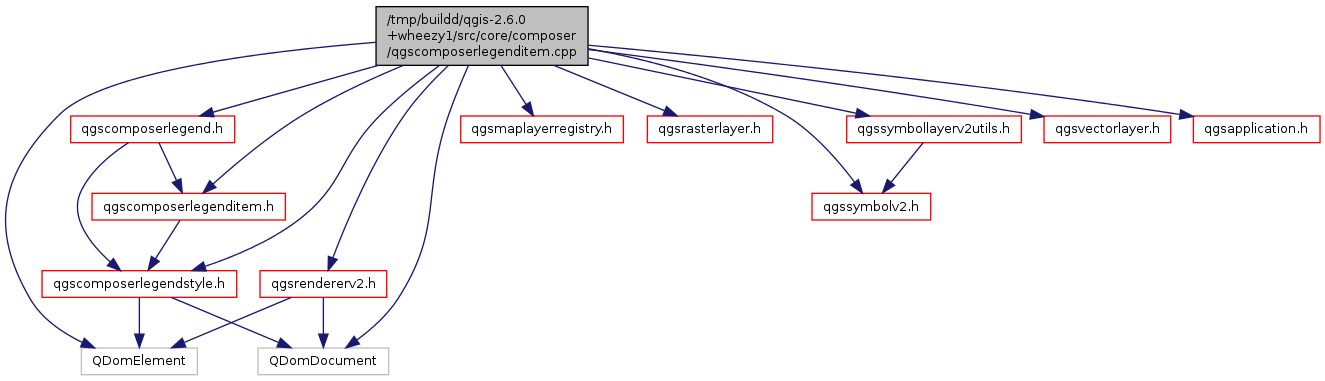 /tmp/buildd/qgis-2.6.0
+wheezy1/src/core/composer
/qgscomposerlegenditem.cpp
qgscomposerlegend.h
qgsmaplayerregistry.h
qgsrasterlayer.h
qgssymbollayerv2utils.h
qgsvectorlayer.h
qgsapplication.h
qgscomposerlegenditem.h
qgssymbolv2.h
qgscomposerlegendstyle.h
qgsrendererv2.h
QDomElement
QDomDocument